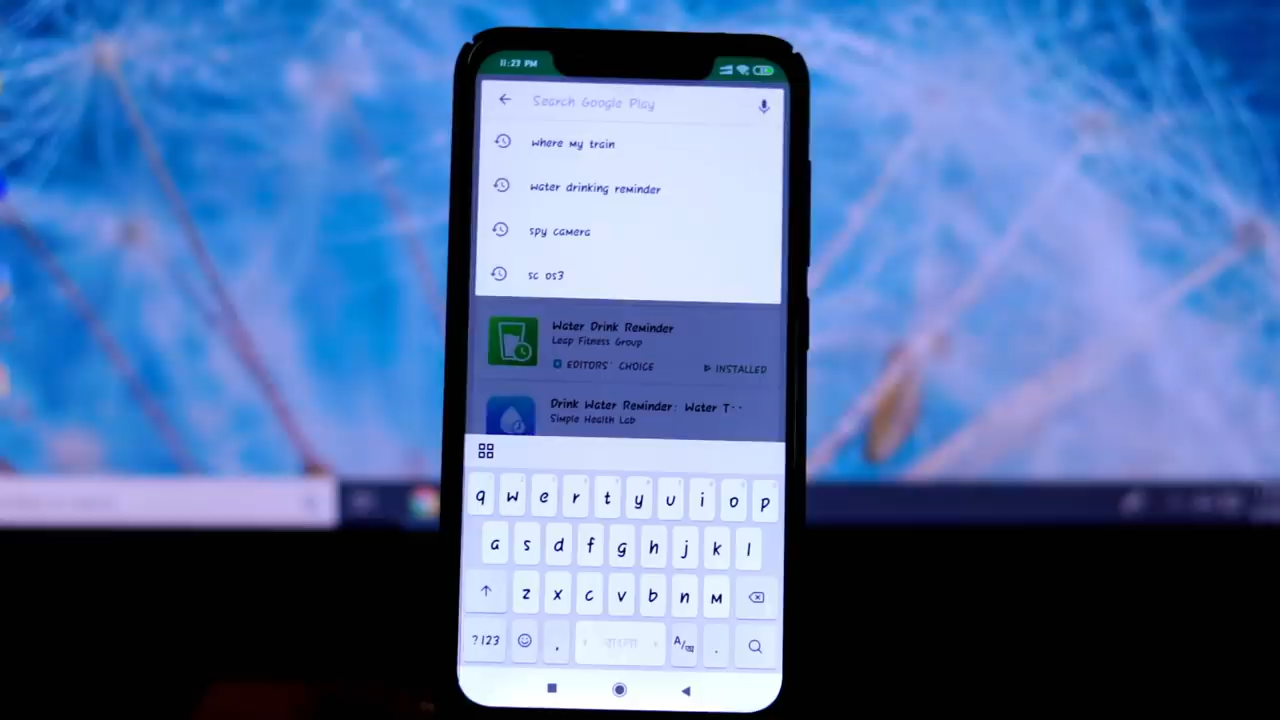 11:23 PM
Search Google Play
where my train
water drinking reminder
spy camera
sc os3
Water Drink Reminder
Leap Fitness Group
EDITORS' CHOICE
INSTALLED
Drink Water Reminder: Water T..
Simple Health Lab
q w e r t y u i o p
a s d f g h j k l
z x c v b n m
?123 , বাংলা A/অ .